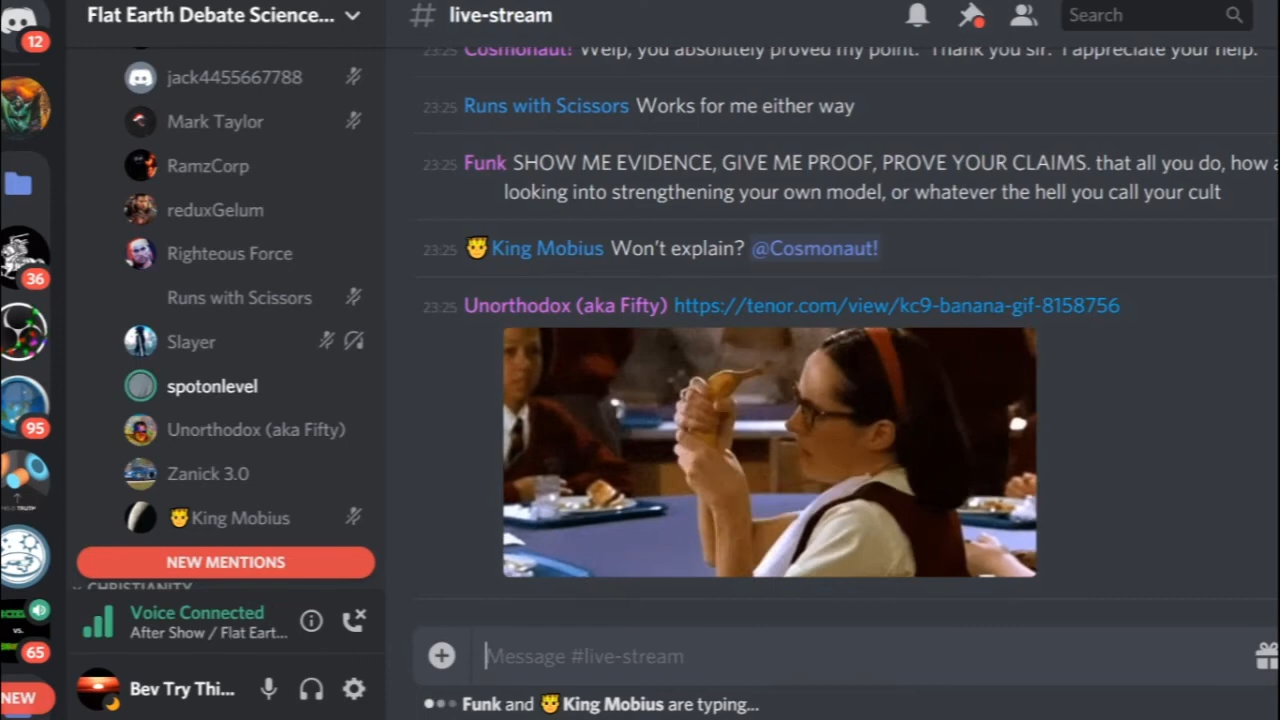 12
36
95
65
NEW
Flat Earth Debate Science...
jack4455667788
Mark Taylor
RamzCorp
reduxGelum
Righteous Force
Runs with Scissors
Slayer
spotonlevel
Unorthodox (aka Fifty)
Zanick 3.0
King Mobius
NEW MENTIONS
CHRISTIANITY
Voice Connected
After Show / Flat Eart...
Bev Try Thi...
# live-stream
Search
23:25 Cosmonaut! Welp, you absolutely proved my point. Thank you sir. I appreciate your help.
23:25 Runs with Scissors Works for me either way
23:25 Funk SHOW ME EVIDENCE, GIVE ME PROOF, PROVE YOUR CLAIMS. that all you do, how a
looking into strengthening your own model, or whatever the hell you call your cult
23:25 King Mobius Won't explain? @Cosmonaut!
23:25 Unorthodox (aka Fifty) https://tenor.com/view/kc9-banana-gif-8158756
Message #live-stream
Funk and King Mobius are typing...